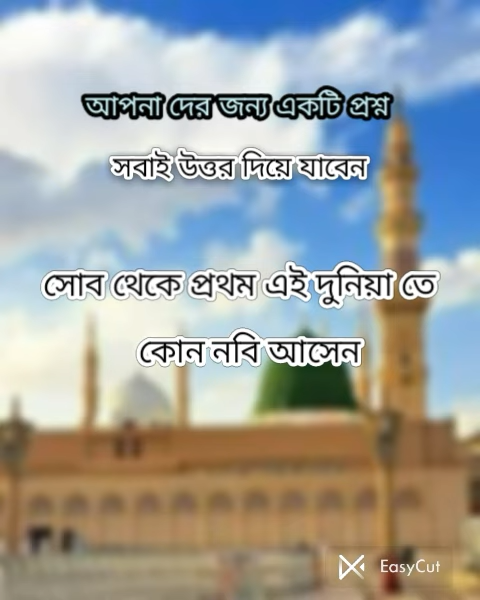 আপনা দের জন্য একটি প্রশ্ন
সবাই উত্তর দিয়ে যাবেন
সোব থেকে প্রথম এই দুনিয়া তে
কোন নবি আসেন
EasyCut